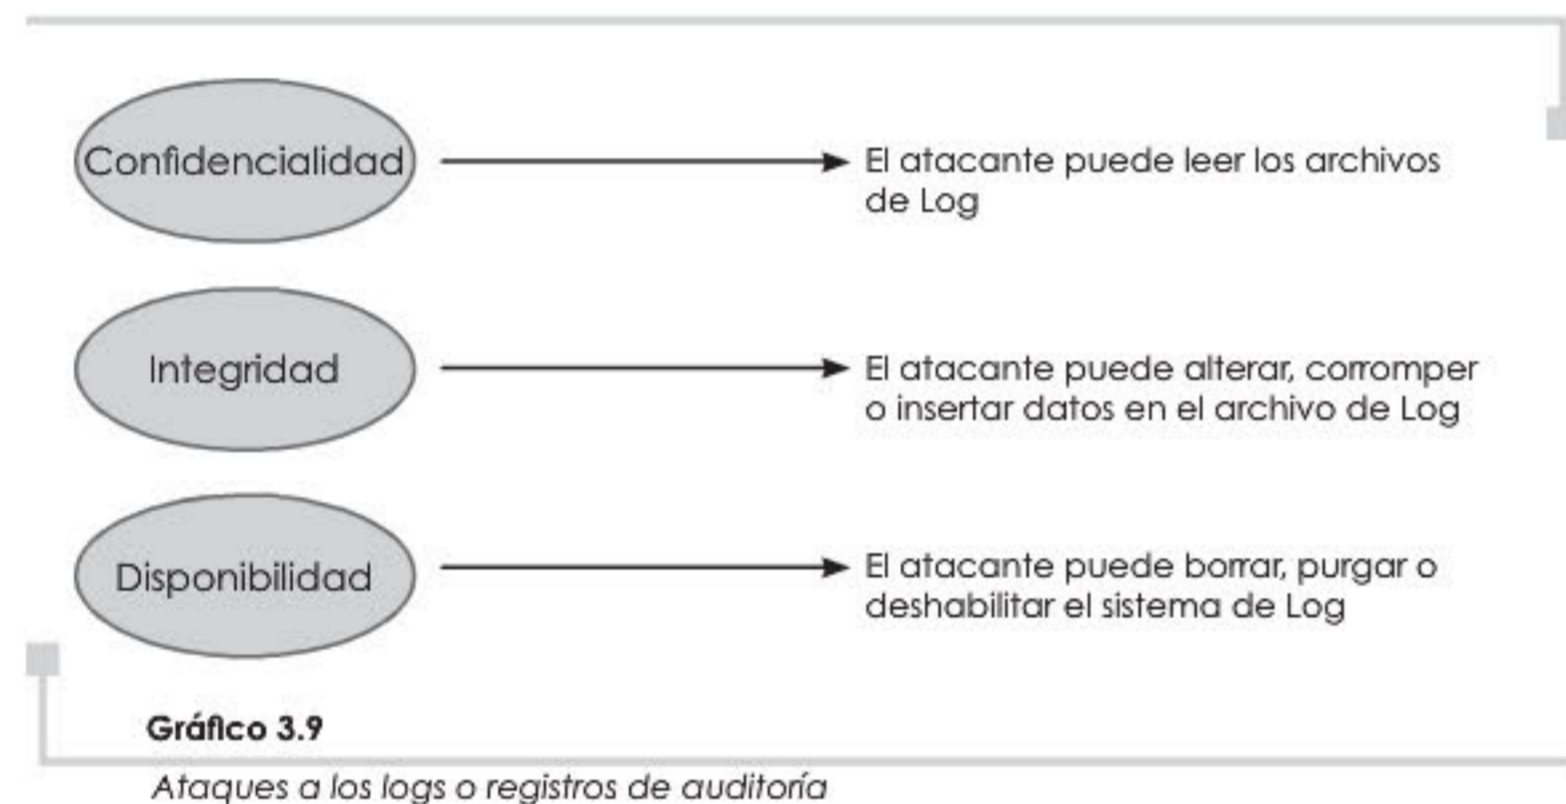 Confidencialidad
El atacante puede leer los archivos
de Log
Integridad
El atacante puede alterar, corromper
o insertar datos en el archivo de Log
Disponibilidad
El atacante puede borrar, purgar o
deshabilitar el sistema de Log
Gráfico 3.9
Ataques a los logs o registros de auditoría